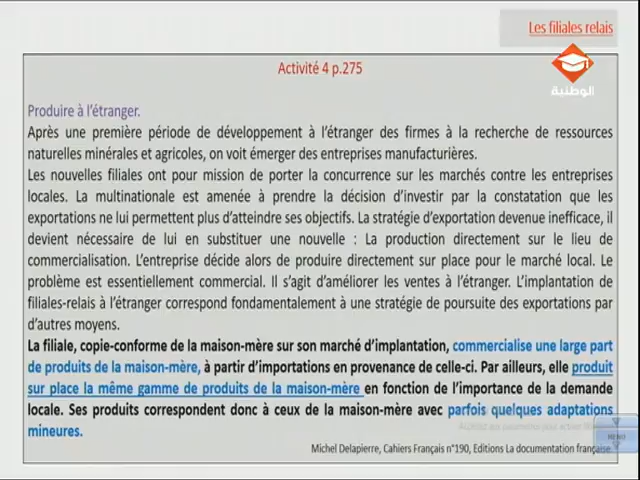 Les filiales relais
الوطنية
Activité 4 p.275
Produire à l'étranger.
Après une première période de développement à l'étranger des firmes à la recherche de ressources
naturelles minérales et agricoles, on voit émerger des entreprises manufacturières.
Les nouvelles filiales ont pour mission de porter la concurrence sur les marchés contre les entreprises
locales. La multinationale est amenée à prendre la décision d'investir par la constatation que les
exportations ne lui permettent plus d'atteindre ses objectifs. La stratégie d'exportation devenue inefficace, il
devient nécessaire de lui en substituer une nouvelle : La production directement sur le lieu de
commercialisation. L'entreprise décide alors de produire directement sur place pour le marché local. Le
problème est essentiellement commercial. Il s'agit d'améliorer les ventes à l'étranger. L'implantation de
filiales-relais à l'étranger correspond fondamentalement à une stratégie de poursuite des exportations par
d'autres moyens.
La filiale, copie-conforme de la maison-mère sur son marché d'implantation, commercialise une large part
de produits de la maison-mère, à partir d'importations en provenance de celle-ci. Par ailleurs, elle produit
sur place la même gamme de produits de la maison-mère en fonction de l'importance de la demande
locale. Ses produits correspondent donc à ceux de la maison-mère avec parfois quelques adaptations
mineures.
MENU
Michel Delapierre, Cahiers Français n°190, Editions La documentation française